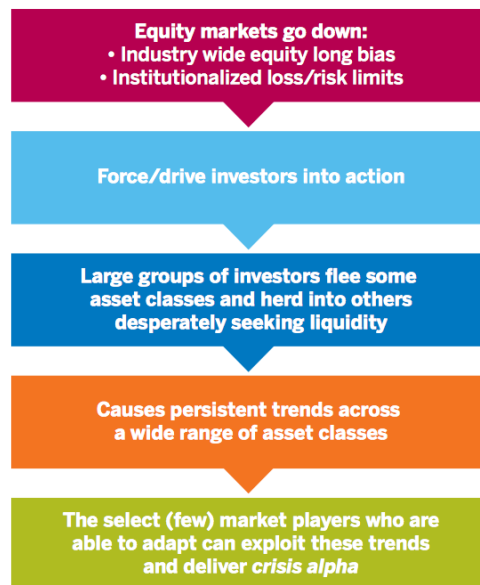 Equity markets go down:
• Industry wide equity long bias
• Institutionalized loss/risk limits
Force/drive investors into action
Large groups of investors flee some
asset classes and herd into others
desperately seeking liquidity
Causes persistent trends across
a wide range of asset classes
The select (few) market players who are
able to adapt can exploit these trends
and deliver crisis alpha